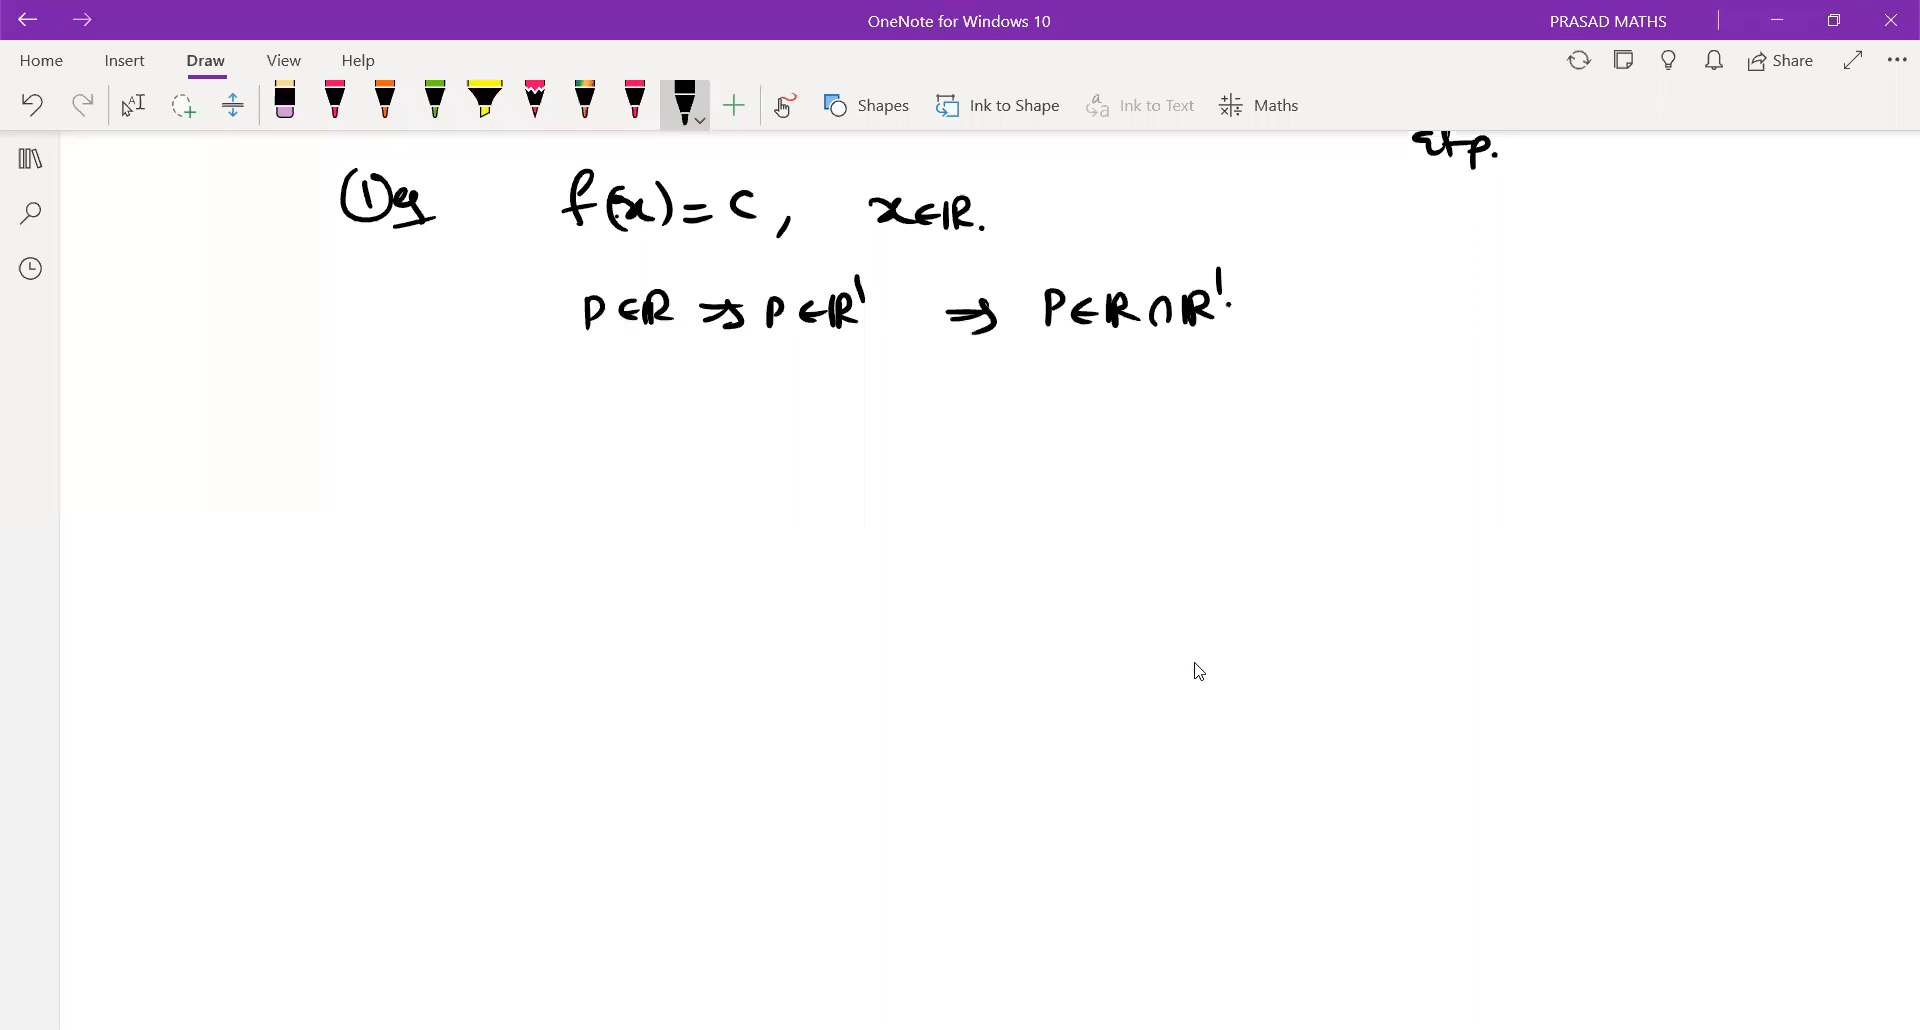 OneNote for Windows 10
PRASAD MATHS
Home Insert Draw View Help
Share
Shapes Ink to Shape Ink to Text Maths
at p.
① eg f(x) = c, x∈ℝ.
p∈ℝ ⇒ p∈ℝ' ⇒ p∈ℝ∩ℝ'.